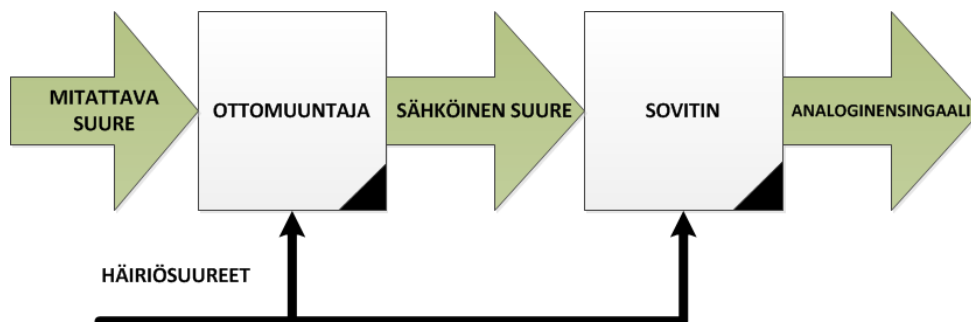 MITATTAVA
SUURE
OTTOMUUNTAJA
SÄHKÖINEN SUURE
SOVITIN
ANALOGINENSINGAALI
HÄIRIÖSUUREET